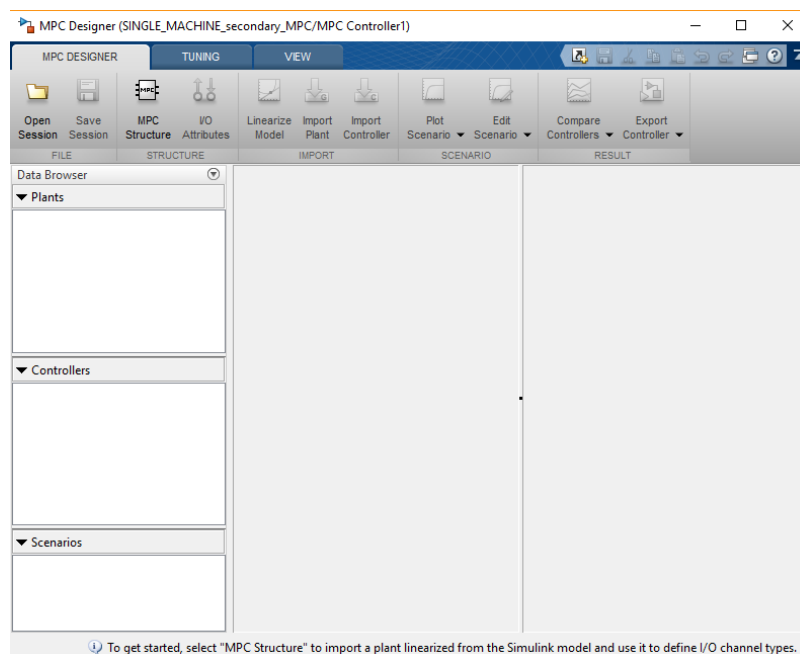 MPC Designer (SINGLE_MACHINE_secondary_MPC/MPC Controller1)
MPC DESIGNER TUNING VIEW
Open Session
Save Session
MPC Structure
I/O Attributes
Linearize Model
Import Plant
Import Controller
Plot Scenario
Edit Scenario
Compare Controllers
Export Controller
FILE STRUCTURE IMPORT SCENARIO RESULT
Data Browser
Plants
Controllers
Scenarios
To get started, select "MPC Structure" to import a plant linearized from the Simulink model and use it to define I/O channel types.